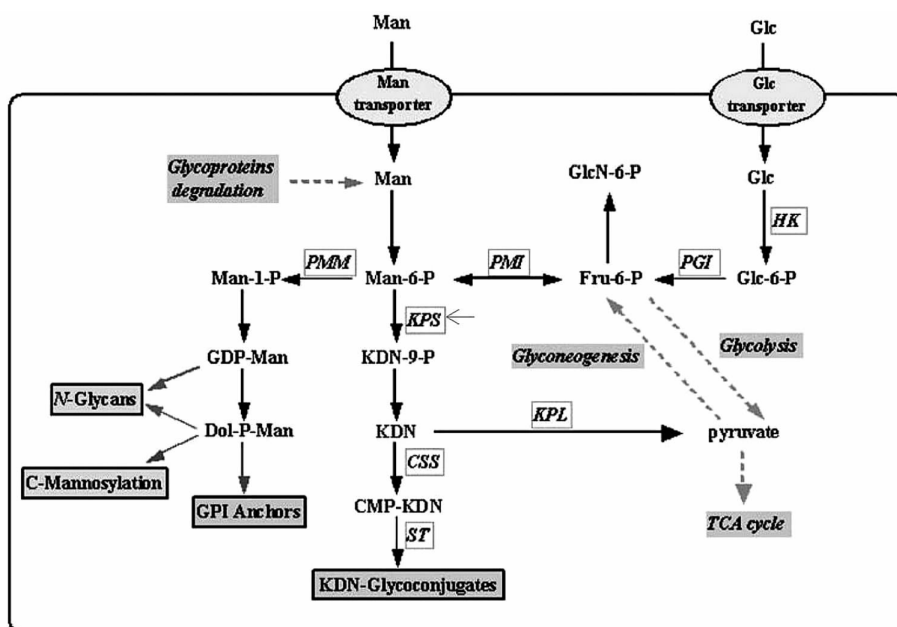 Man
Glc
Man
transporter
Glc
transporter
Glycoproteins
degradation
Man
GlcN-6-P
Glc
HK
PMM
PMI
PGI
Man-1-P
Man-6-P
Fru-6-P
Glc-6-P
KPS
GDP-Man
KDN-9-P
Glyconeogenesis
Glycolysis
N-Glycans
Dol-P-Man
KDN
KPL
pyruvate
C-Mannosylation
CSS
GPI Anchors
CMP-KDN
TCA cycle
ST
KDN-Glycoconjugates